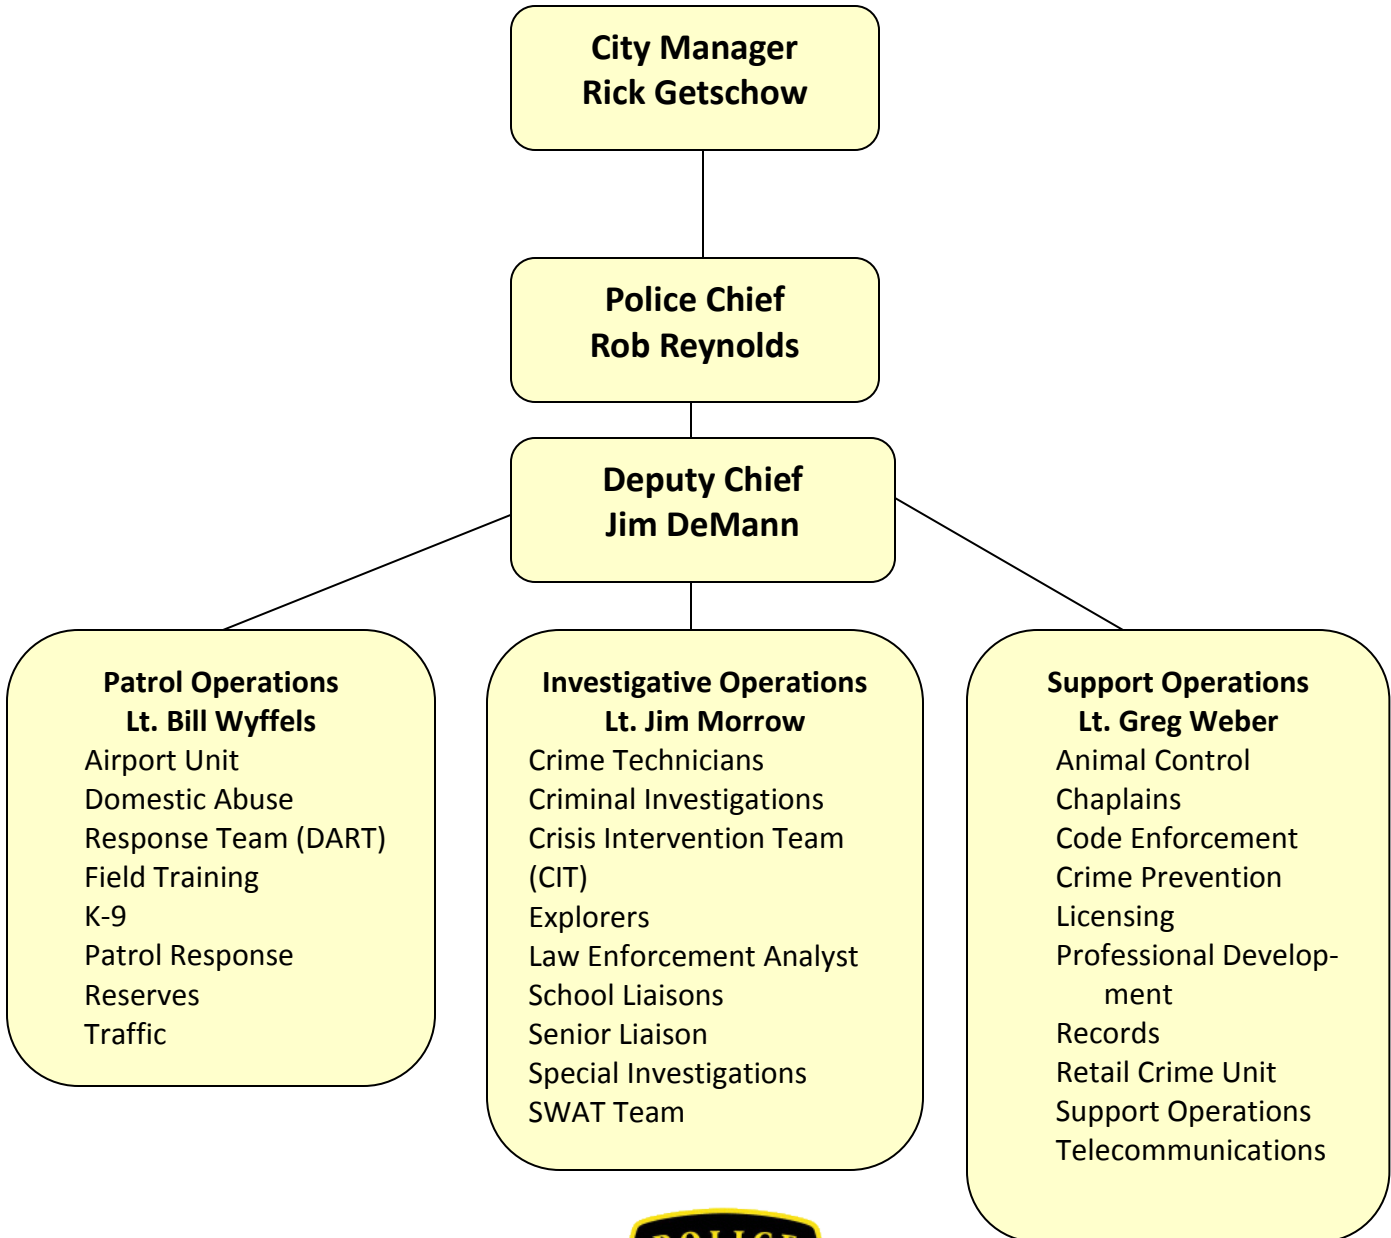 City Manager
Rick Getschow
Police Chief
Rob Reynolds
Deputy Chief
Jim DeMann
Patrol Operations
Lt. Bill Wyffels
Airport Unit
Domestic Abuse
Response Team (DART)
Field Training
K-9
Patrol Response
Reserves
Traffic
Investigative Operations
Lt. Jim Morrow
Crime Technicians
Criminal Investigations
Crisis Intervention Team
(CIT)
Explorers
Law Enforcement Analyst
School Liaisons
Senior Liaison
Special Investigations
SWAT Team
Support Operations
Lt. Greg Weber
Animal Control
Chaplains
Code Enforcement
Crime Prevention
Licensing
Professional Develop-
ment
Records
Retail Crime Unit
Support Operations
Telecommunications
POLICE